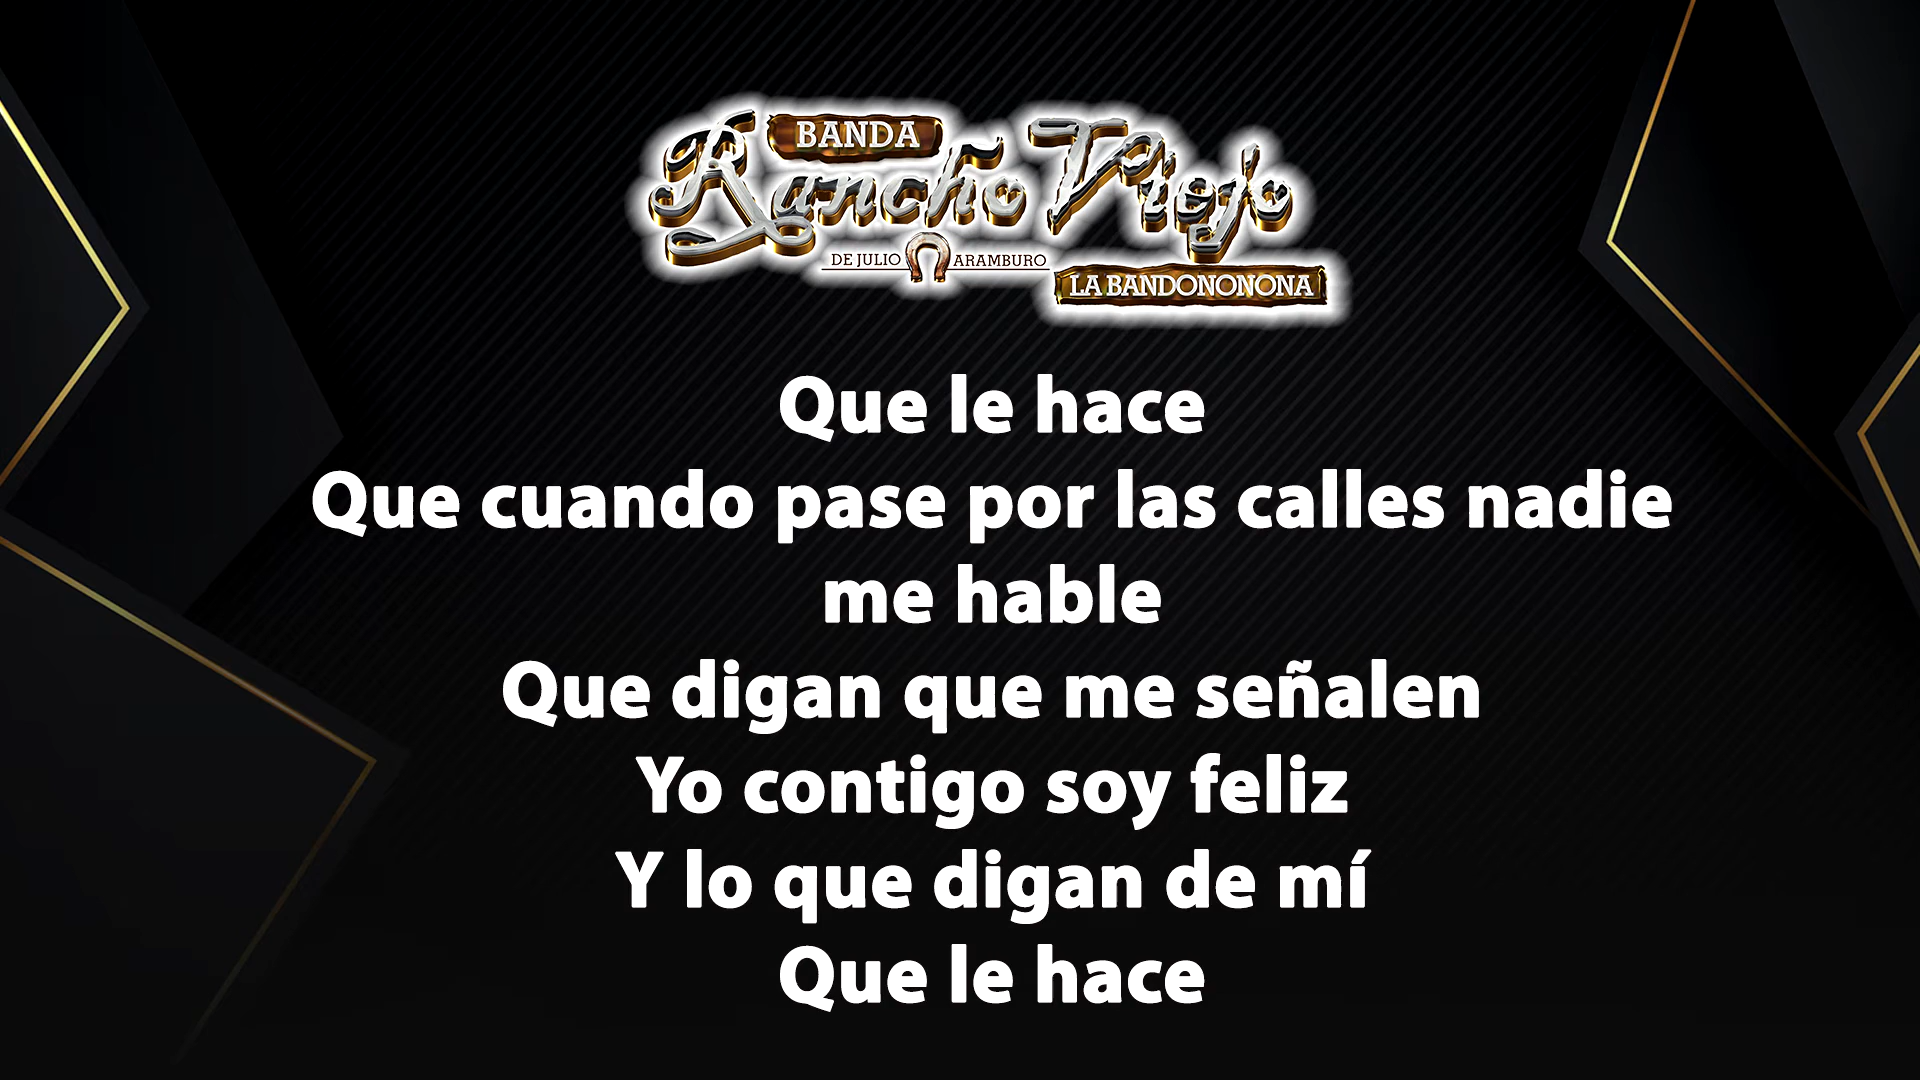 BANDA
Rancho Viejo
DE JULIO ARAMBURO
LA BANDONONONA
Que le hace
Que cuando pase por las calles nadie
me hable
Que digan que me señalen
Yo contigo soy feliz
Y lo que digan de mí
Que le hace